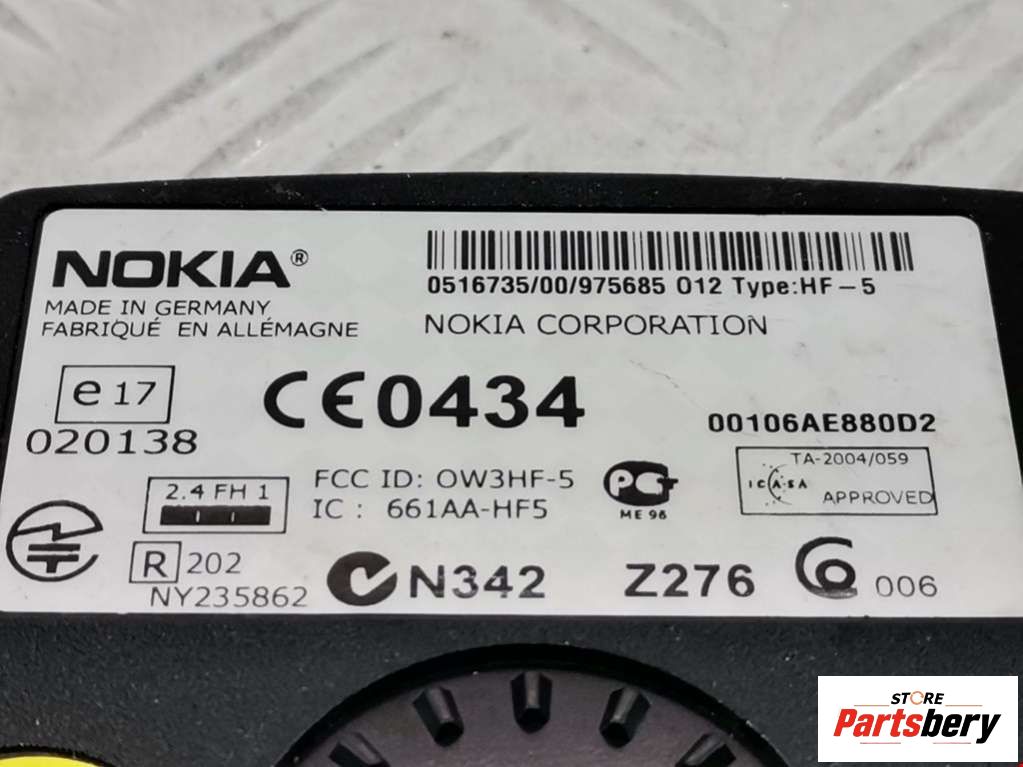 NOKIA®
MADE IN GERMANY
FABRIQUÉ EN ALLÉMAGNE
0516735/00/975685 012 Type:HF-5
NOKIA CORPORATION
e 17
020138
CE0434
00106AE880D2
2.4 FH 1
FCC ID: OW3HF-5
IC : 661AA-HF5
PCT
ME 96
TA-2004/059
ICASA
APPROVED
R 202
NY235862
N342
Z276
006
STORE
Partsbery